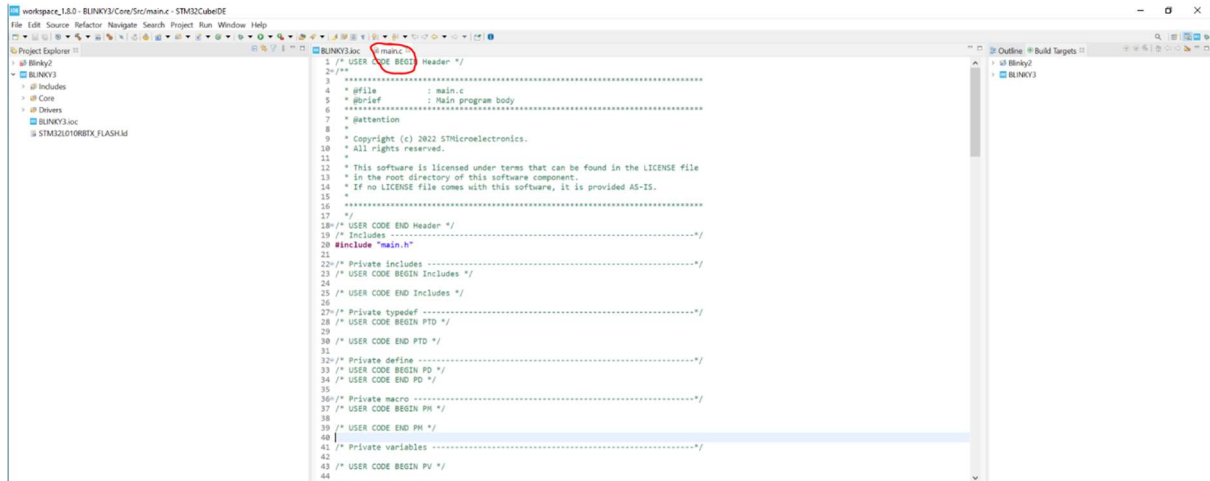 workspace_1.8.0 - BLINKY3/Core/Src/main.c - STM32CubeIDE
File Edit Source Refactor Navigate Search Project Run Window Help
Project Explorer
Blinky2
BLINKY3
Includes
Core
Drivers
BLINKY3.ioc
STM32L010RBTX_FLASH.ld
BLINKY3.ioc main.c
1 /* USER CODE BEGIN Header */
2 /**
3 ******************************************************************************
4 * @file : main.c
5 * @brief : Main program body
6 ******************************************************************************
7 * @attention
8 *
9 * Copyright (c) 2022 STMicroelectronics.
10 * All rights reserved.
11 *
12 * This software is licensed under terms that can be found in the LICENSE file
13 * in the root directory of this software component.
14 * If no LICENSE file comes with this software, it is provided AS-IS.
15 *
16 ******************************************************************************
17 */
18 /* USER CODE END Header */
19 /* Includes ------------------------------------------------------------------*/
20 #include "main.h"
21
22 /* Private includes ----------------------------------------------------------*/
23 /* USER CODE BEGIN Includes */
24
25 /* USER CODE END Includes */
26
27 /* Private typedef -----------------------------------------------------------*/
28 /* USER CODE BEGIN PTD */
29
30 /* USER CODE END PTD */
31
32 /* Private define ------------------------------------------------------------*/
33 /* USER CODE BEGIN PD */
34 /* USER CODE END PD */
35
36 /* Private macro -------------------------------------------------------------*/
37 /* USER CODE BEGIN PM */
38
39 /* USER CODE END PM */
40
41 /* Private variables ---------------------------------------------------------*/
42
43 /* USER CODE BEGIN PV */
44
Outline Build Targets
Blinky2
BLINKY3